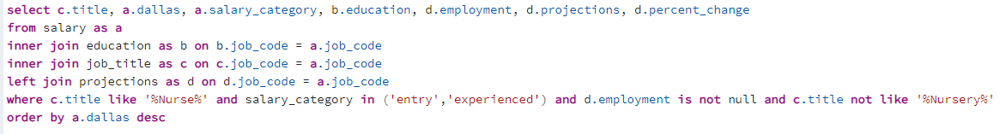 select c.title, a.dallas, a.salary_category, b.education, d.employment, d.projections, d.percent_change
from salary as a
inner join education as b on b.job_code = a.job_code
inner join job_title as c on c.job_code = a.job_code
left join projections as d on d.job_code = a.job_code
where c.title like '%Nurse%' and salary_category in ('entry','experienced') and d.employment is not null and c.title not like '%Nursery%'
order by a.dallas desc